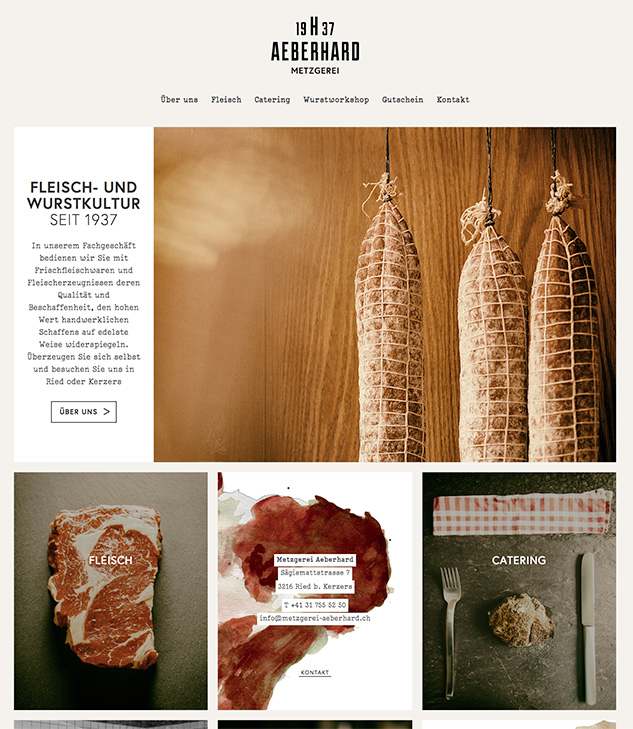 19 H 37
AEBERHARD
METZGEREI
Über uns Fleisch Catering Wurstworkshop Gutschein Kontakt
FLEISCH- UND
WURSTKULTUR
SEIT 1937
In unserem Fachgeschäft
bedienen wir Sie mit
Frischfleischwaren und
Fleischerzeugnissen deren
Qualität und
Beschaffenheit, den hohen
Wert handwerklichen
Schaffens auf edelste
Weise widerspiegeln.
Überzeugen Sie sich selbst
und besuchen Sie uns in
Ried oder Kerzers
ÜBER UNS >
FLEISCH
Metzgerei Aeberhard
Sägismattstrasse 7
3216 Ried b. Kerzers
T +41 31 755 52 50
info@metzgerei-aeberhard.ch
KONTAKT
CATERING